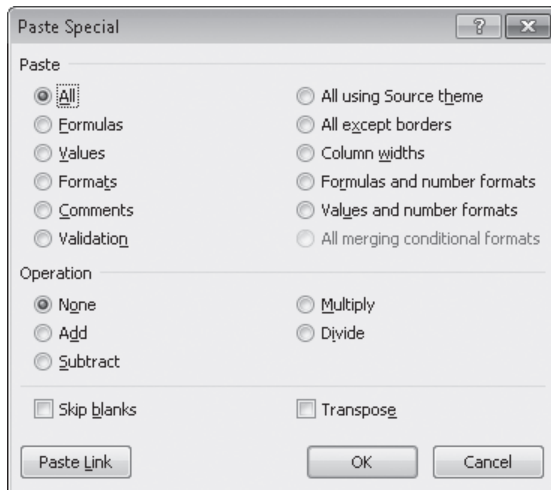 Paste Special
Paste
All
All using Source theme
Formulas
All except borders
Values
Column widths
Formats
Formulas and number formats
Comments
Values and number formats
Validation
All merging conditional formats
Operation
None
Multiply
Add
Divide
Subtract
Skip blanks
Transpose
Paste Link
OK
Cancel